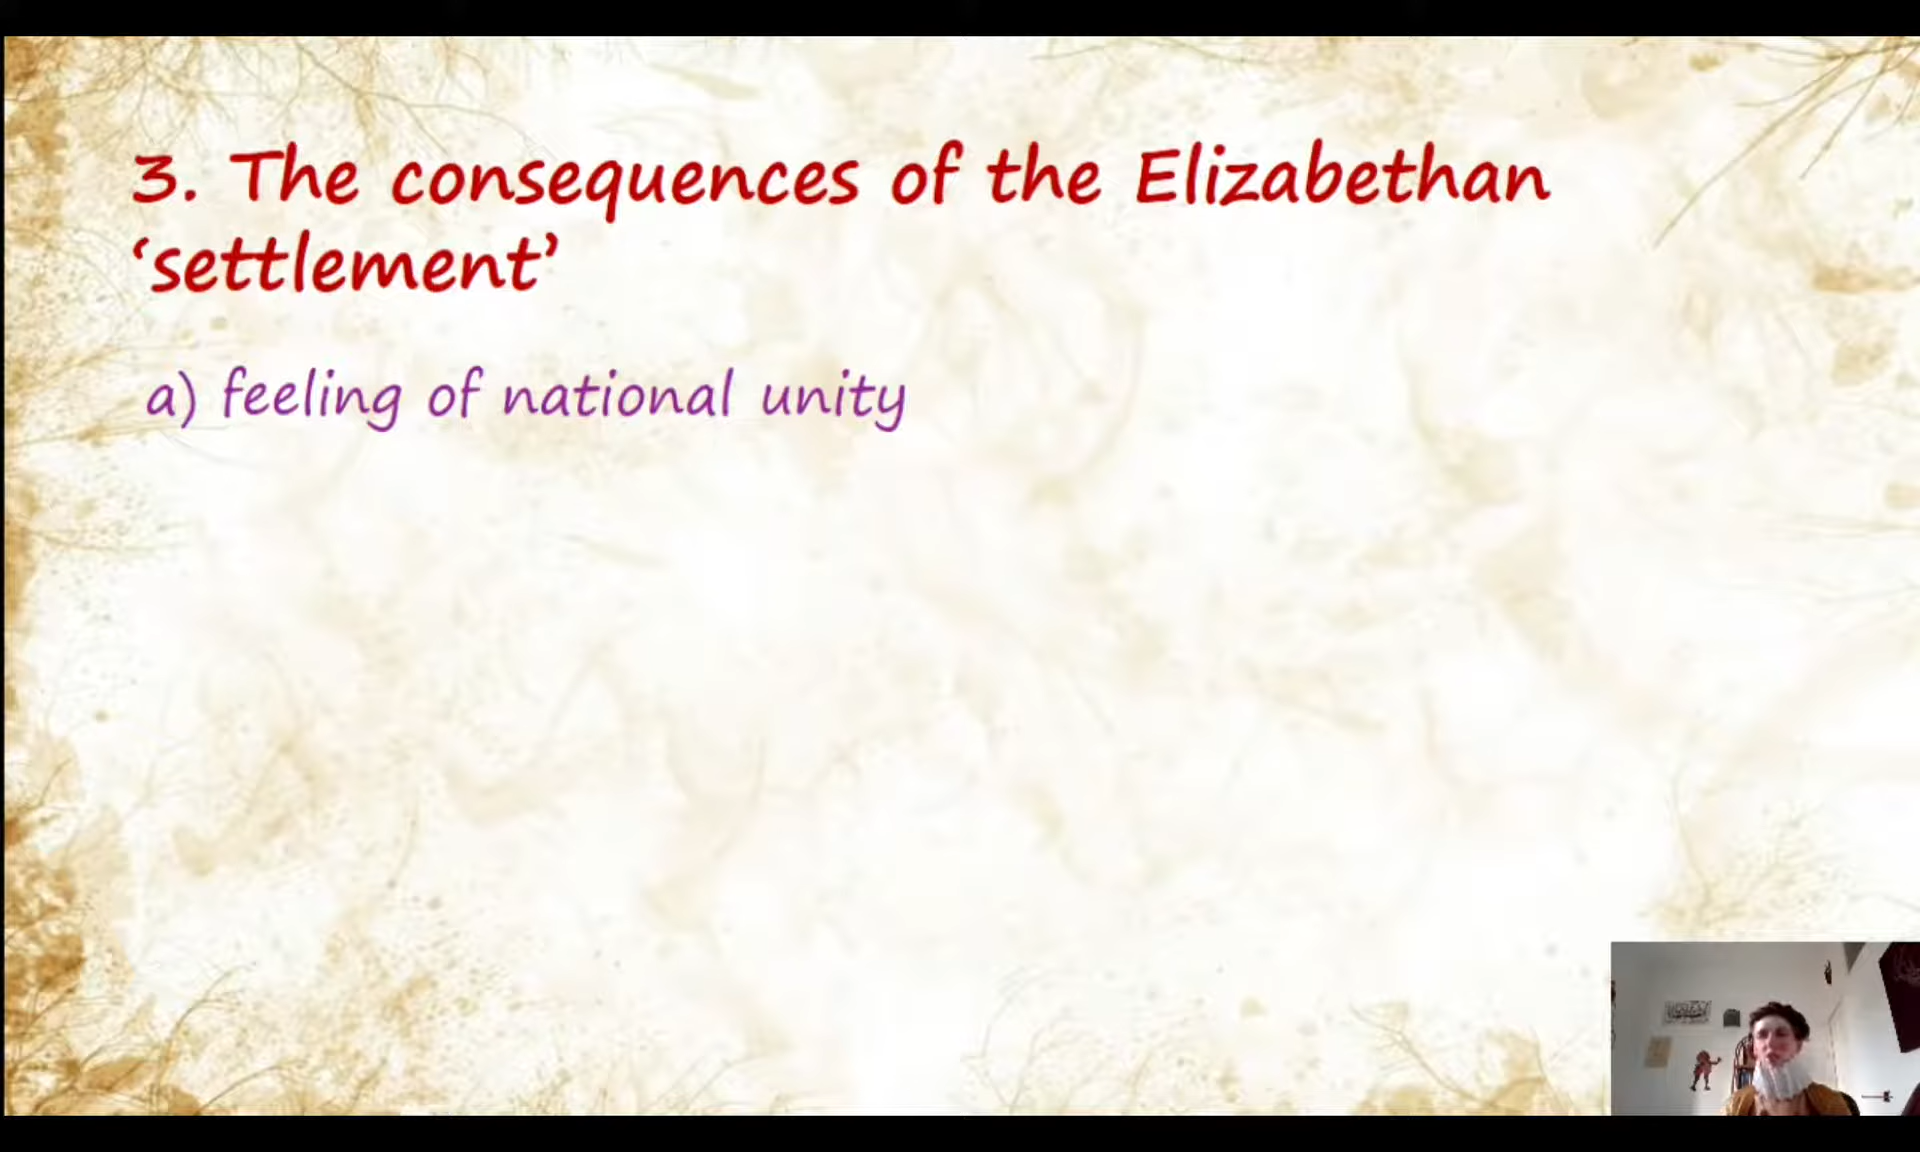 3. The consequences of the Elizabethan
‘settlement’
a) feeling of national unity